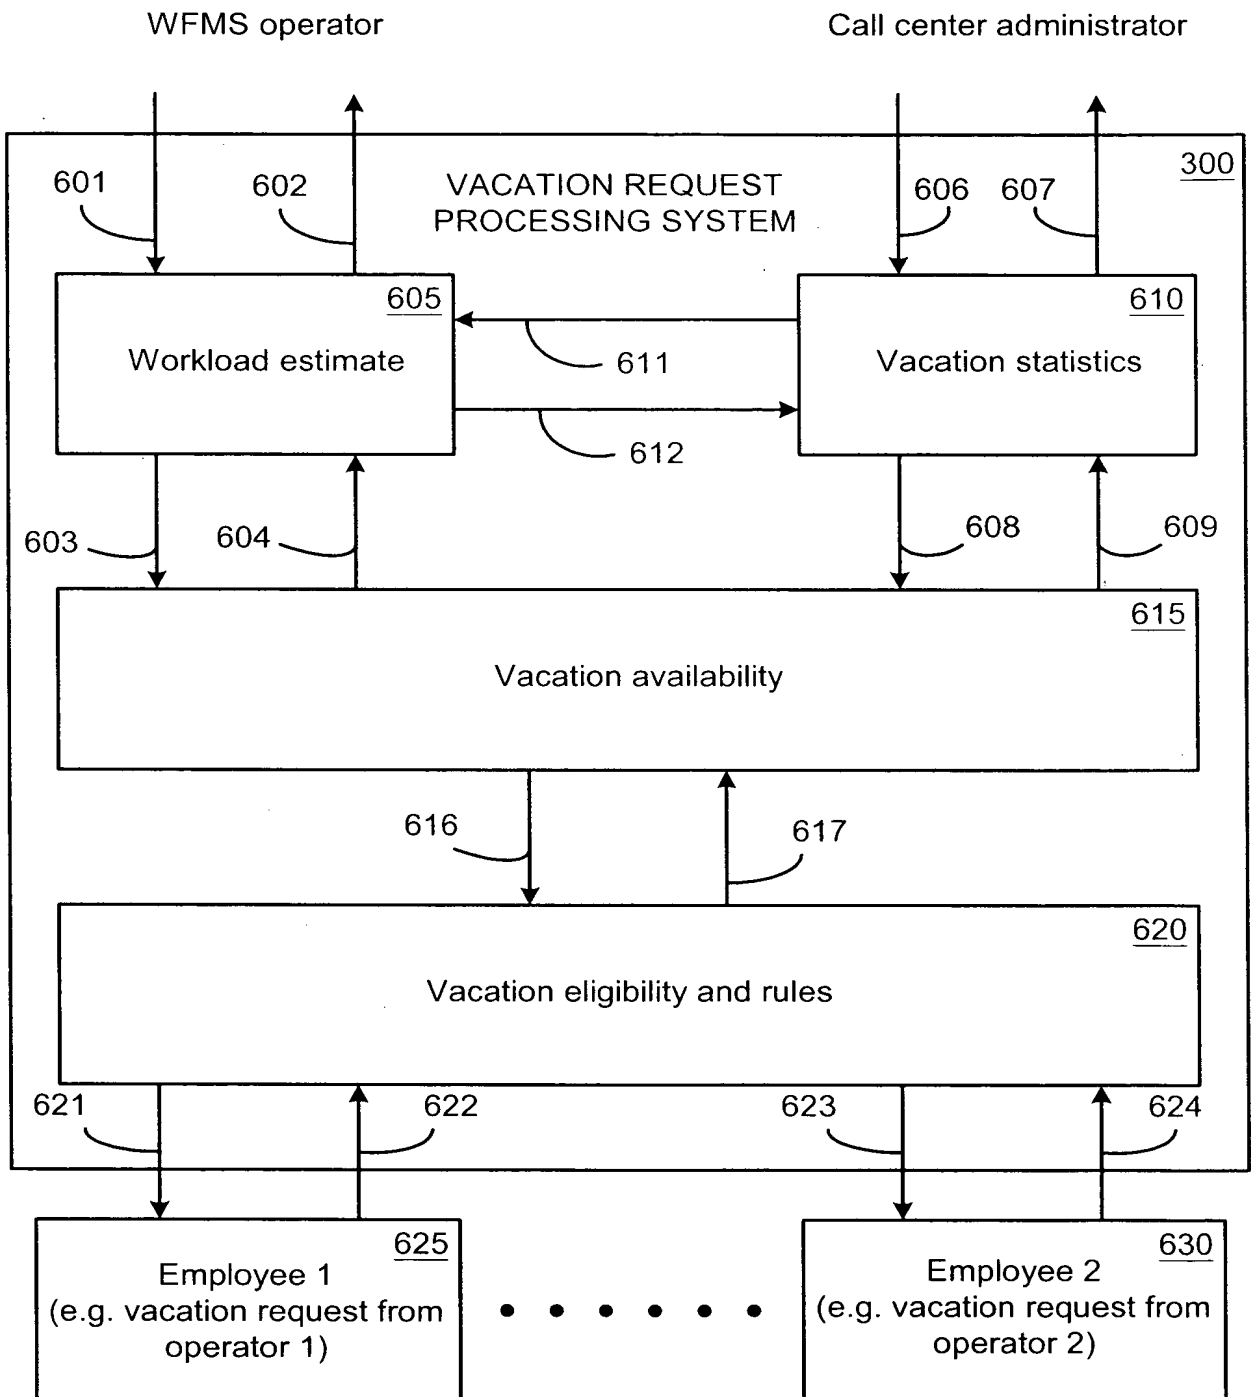 WFMS operator
Call center administrator
300
601
602
VACATION REQUEST
PROCESSING SYSTEM
606
607
605
Workload estimate
610
Vacation statistics
611
612
603
604
608
609
615
Vacation availability
616
617
620
Vacation eligibility and rules
621
622
623
624
625
Employee 1
(e.g. vacation request from
operator 1)
630
Employee 2
(e.g. vacation request from
operator 2)